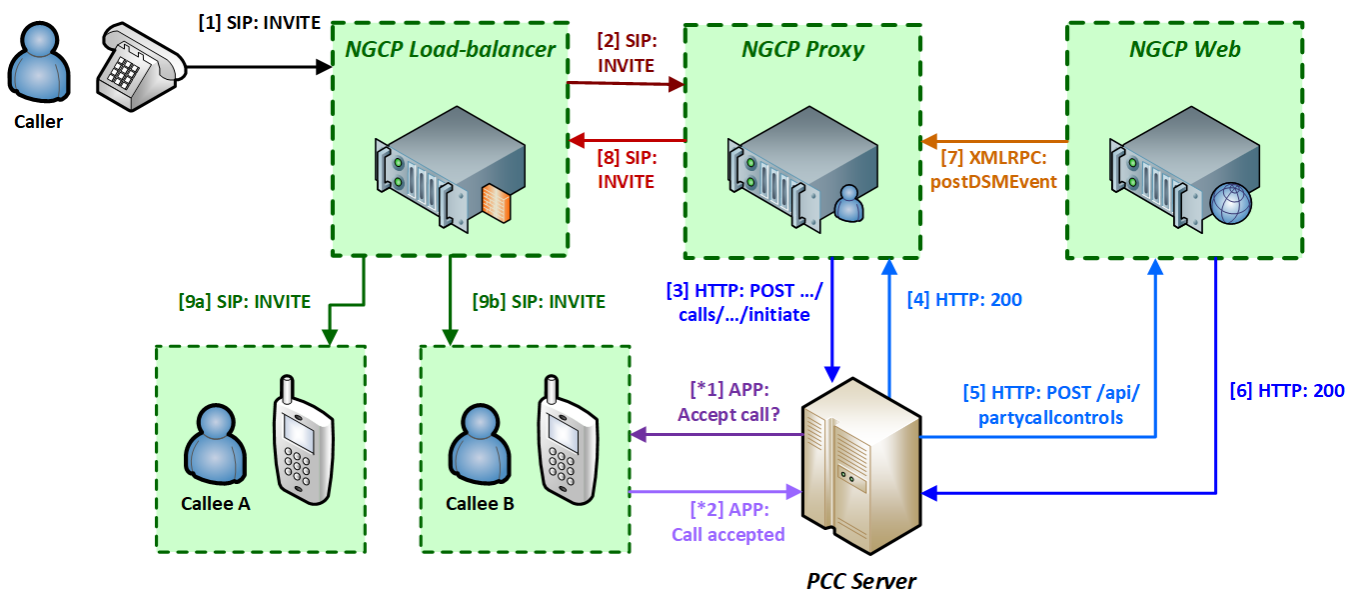 [1] SIP: INVITE
Caller
NGCP Load-balancer
[2] SIP:
INVITE
[8] SIP:
INVITE
NGCP Proxy
[7] XMLRPC:
postDSMEvent
NGCP Web
[9a] SIP: INVITE
[9b] SIP: INVITE
[3] HTTP: POST .../
calls/.../initiate
[4] HTTP: 200
[5] HTTP: POST /api/
partycallcontrols
[6] HTTP: 200
Callee A
Callee B
[*1] APP:
Accept call?
[*2] APP:
Call accepted
PCC Server